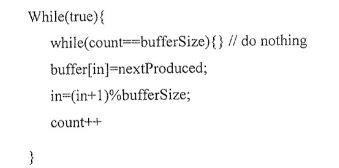 While(true){
while(count==bufferSize){} // do nothing
buffer[in]=nextProduced;
in=(in+1)%bufferSize;
count++
}